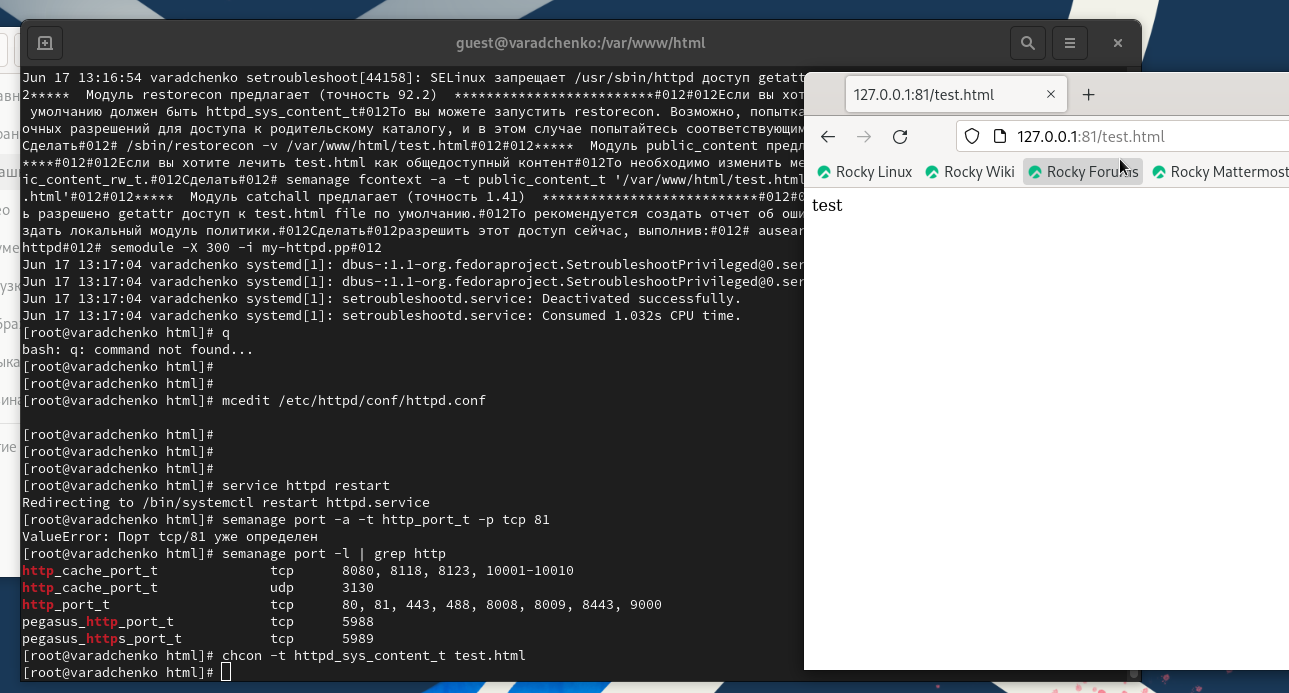 guest@varadchenko:/var/www/html
Jun 17 13:16:54 varadchenko setroubleshoot[44158]: SELinux запрещает /usr/sbin/httpd доступ getatt
2*****  Модуль restorecon предлагает (точность 92.2)  *************************#012#012Если вы хот
умолчанию должен быть httpd_sys_content_t#012То вы можете запустить restorecon. Возможно, попытка
очных разрешений для доступа к родительскому каталогу, и в этом случае попытайтесь соответствующим
Сделать#012# /sbin/restorecon -v /var/www/html/test.html#012#012*****  Модуль public_content пред
****#012#012Если вы хотите лечить test.html как общедоступный контент#012То необходимо изменить ме
ic_content_rw_t.#012Сделать#012# semanage fcontext -a -t public_content_t '/var/www/html/test.html
.html'#012#012*****  Модуль catchall предлагает (точность 1.41)  **************************#012#0
ь разрешено getattr доступ к test.html file по умолчанию.#012То рекомендуется создать отчет об оши
здать локальный модуль политики.#012Сделать#012разрешить этот доступ сейчас, выполнив:#012# ausear
httpd#012# semodule -X 300 -i my-httpd.pp#012
Jun 17 13:17:04 varadchenko systemd[1]: dbus-:1.1-org.fedoraproject.SetroubleshootPrivileged@0.ser
Jun 17 13:17:04 varadchenko systemd[1]: dbus-:1.1-org.fedoraproject.SetroubleshootPrivileged@0.ser
Jun 17 13:17:04 varadchenko systemd[1]: setroubleshootd.service: Deactivated successfully.
Jun 17 13:17:04 varadchenko systemd[1]: setroubleshootd.service: Consumed 1.032s CPU time.
[root@varadchenko html]# q
bash: q: command not found...
[root@varadchenko html]#
[root@varadchenko html]#
[root@varadchenko html]# mcedit /etc/httpd/conf/httpd.conf
[root@varadchenko html]#
[root@varadchenko html]#
[root@varadchenko html]#
[root@varadchenko html]# service httpd restart
Redirecting to /bin/systemctl restart httpd.service
[root@varadchenko html]# semanage port -a -t http_port_t -p tcp 81
ValueError: Порт tcp/81 уже определен
[root@varadchenko html]# semanage port -l | grep http
http_cache_port_t              tcp      8080, 8118, 8123, 10001-10010
http_cache_port_t              udp      3130
http_port_t                    tcp      80, 81, 443, 488, 8008, 8009, 8443, 9000
pegasus_http_port_t            tcp      5988
pegasus_https_port_t           tcp      5989
[root@varadchenko html]# chcon -t httpd_sys_content_t test.html
[root@varadchenko html]#
127.0.0.1:81/test.html
127.0.0.1:81/test.html
Rocky Linux Rocky Wiki Rocky Forums Rocky Mattermost
test